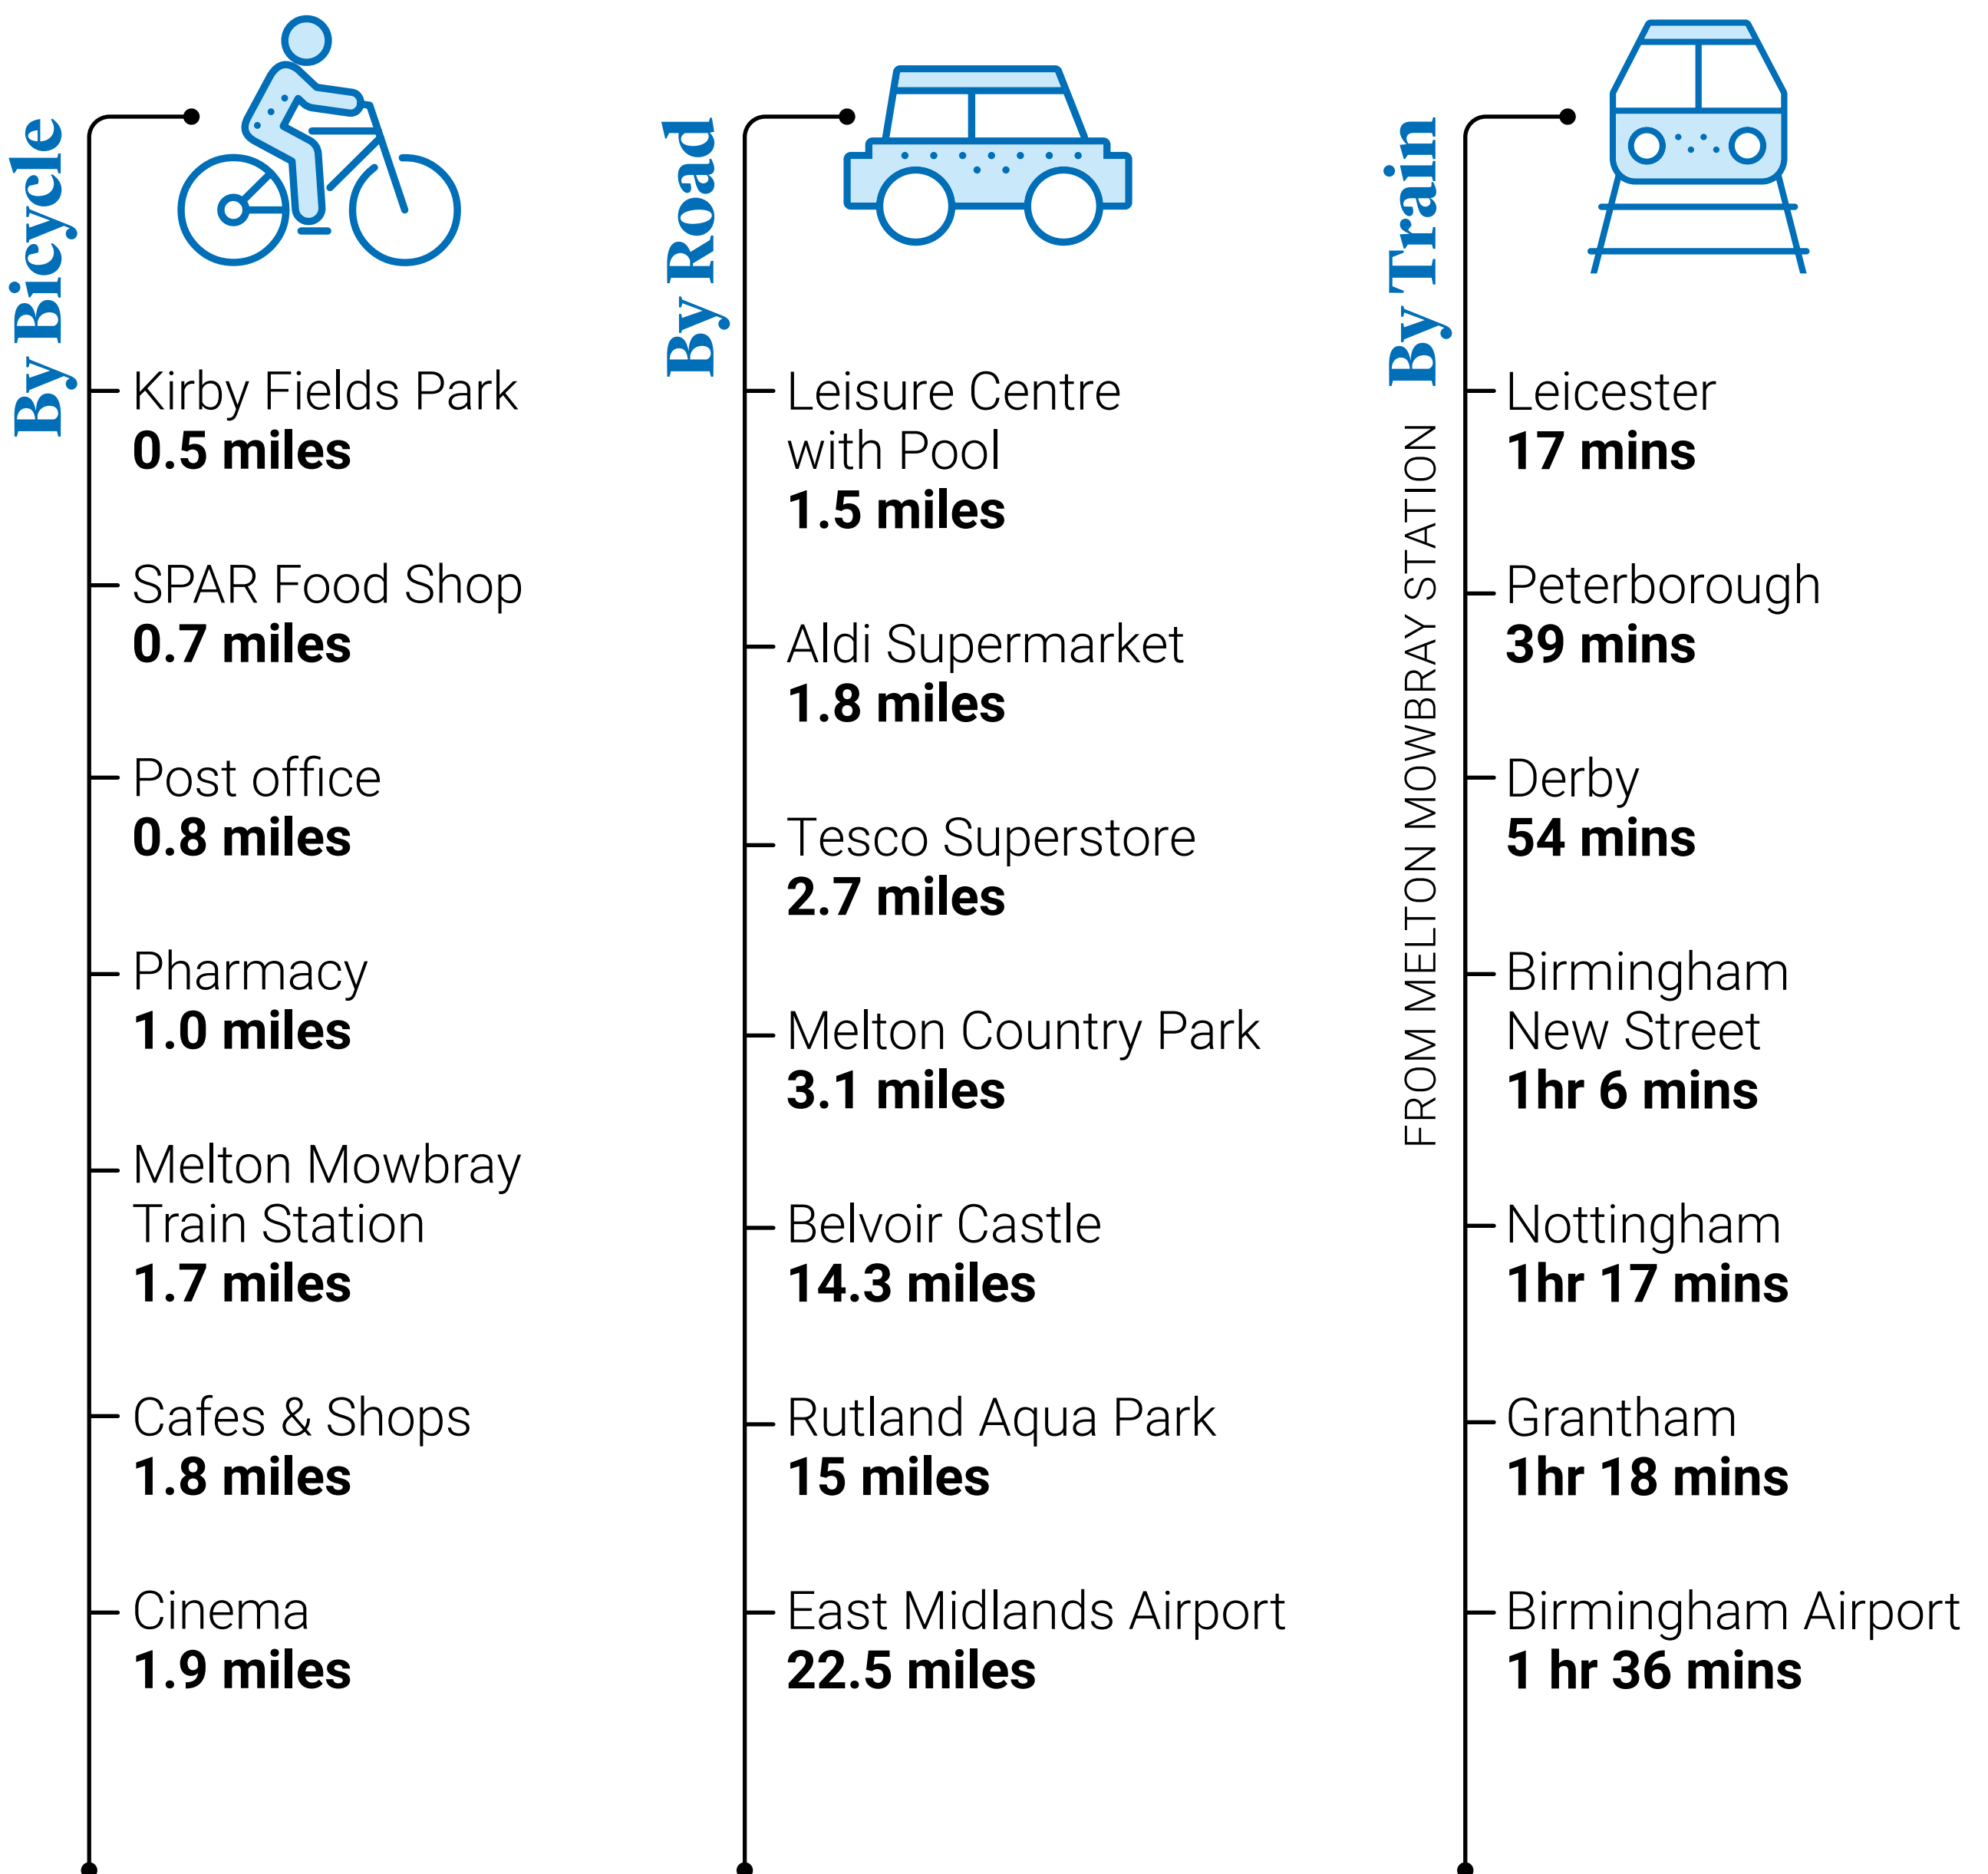 By Bicycle
Kirby Fields Park
0.5 miles
SPAR Food Shop
0.7 miles
Post office
0.8 miles
Pharmacy
1.0 miles
Melton Mowbray
Train Station
1.7 miles
Cafes & Shops
1.8 miles
Cinema
1.9 miles
By Road
Leisure Centre
with Pool
1.5 miles
Aldi Supermarket
1.8 miles
Tesco Superstore
2.7 miles
Melton Country Park
3.1 miles
Belvoir Castle
14.3 miles
Rutland Aqua Park
15 miles
East Midlands Airport
22.5 miles
By Train
FROM MELTON MOWBRAY STATION
Leicester
17 mins
Peterborough
39 mins
Derby
54 mins
Birmingham
New Street
1hr 6 mins
Nottingham
1hr 17 mins
Grantham
1hr 18 mins
Birmingham Airport
1 hr 36 mins